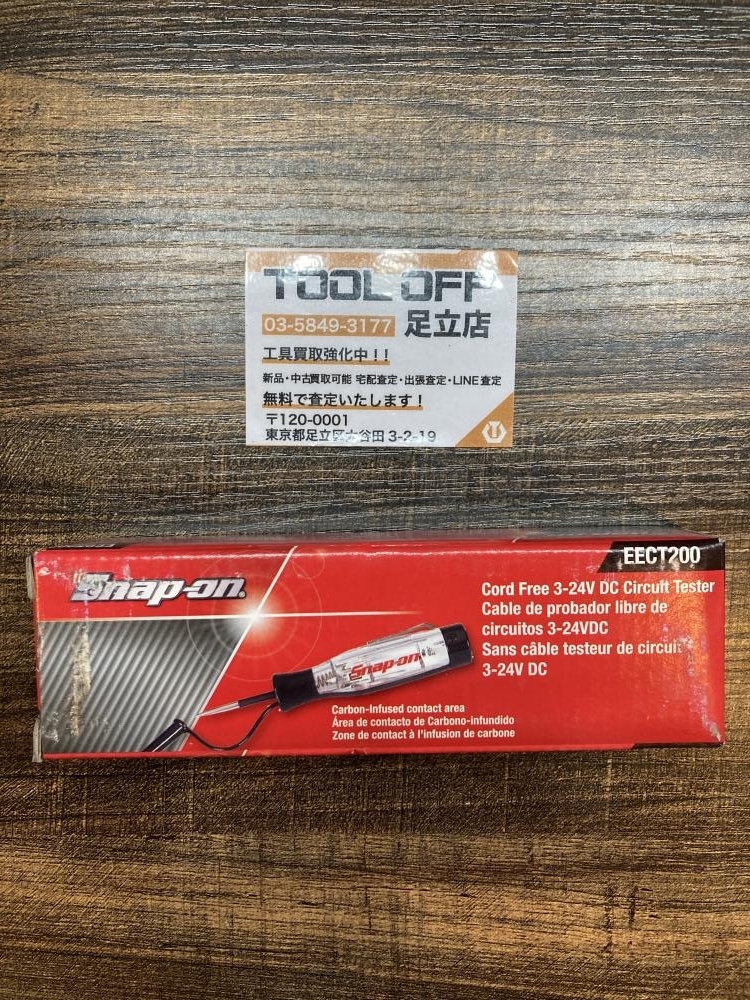 TOOL OFF
03-5849-3177 足立店
工具買取強化中！！
新品・中古買取可能 宅配査定・出張査定・LINE査定
無料で査定いたします！
〒120-0001
東京都足立区大谷田3-2-19
EECT200
Snap-on
Cord Free 3-24V DC Circuit Tester
Cable de probador libre de
circuitos 3-24VDC
Sans câble testeur de circuit
3-24V DC
Snap-on
Carbon-Infused contact area
Área de contacto de Carbono-infundido
Zone de contact à l'infusion de carbone